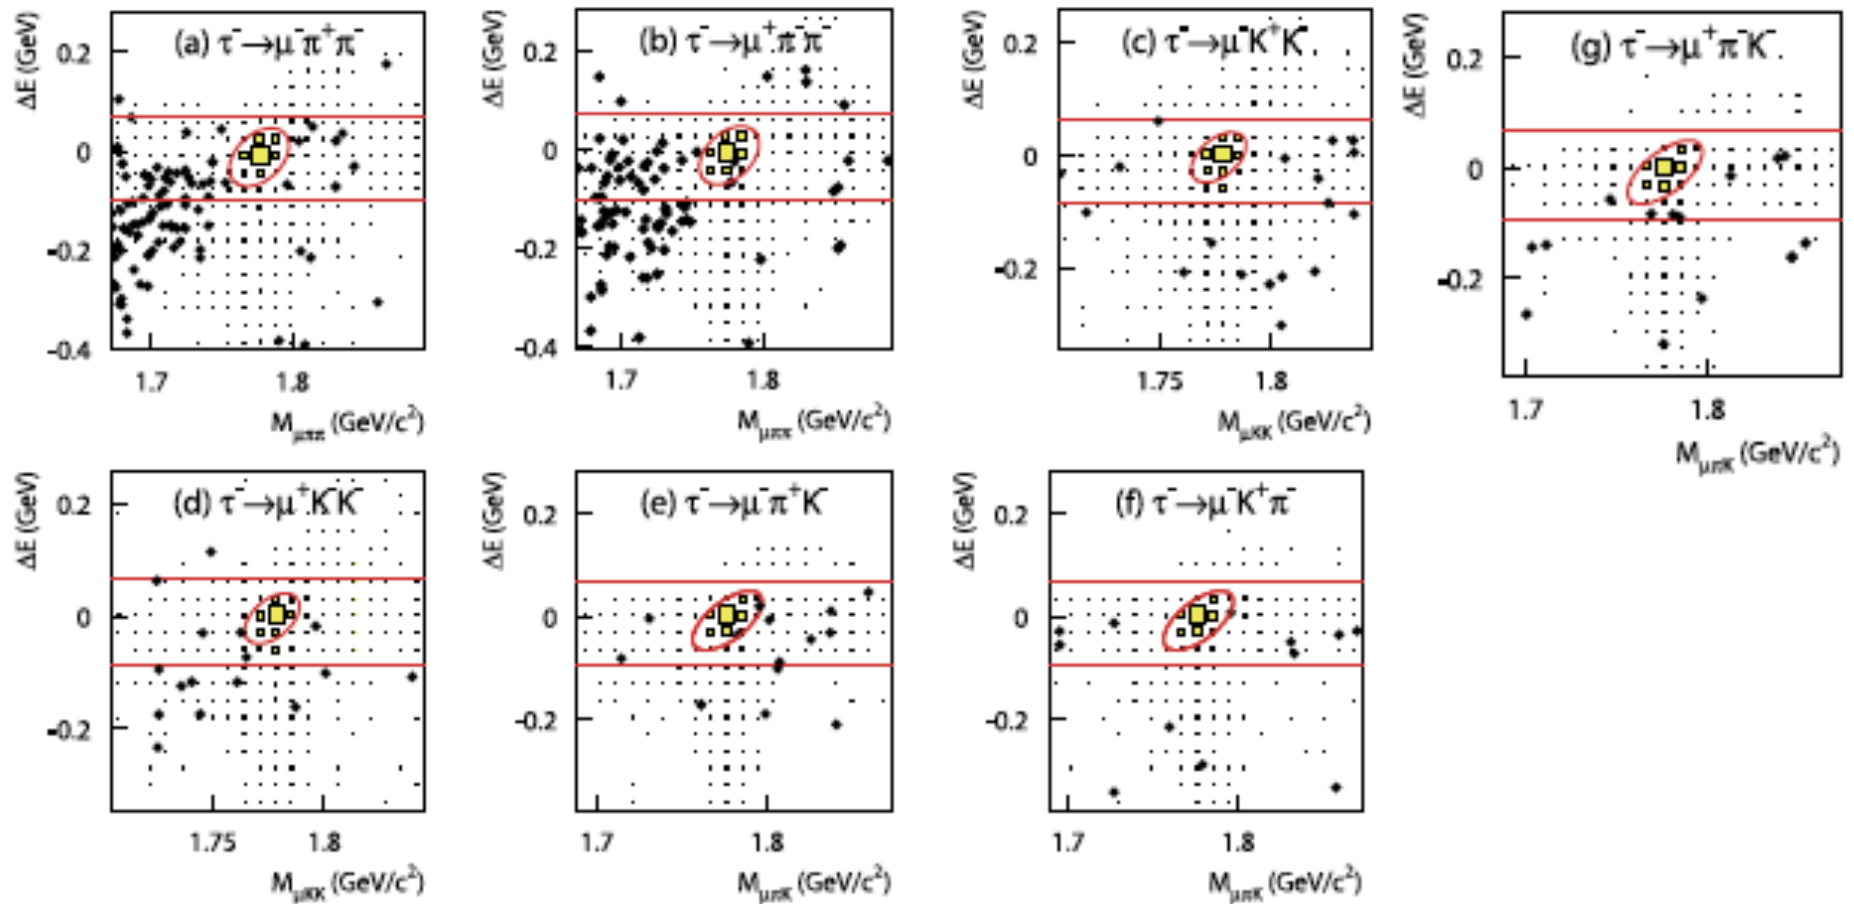 ΔE (GeV)
(a) τ⁻→μ⁻π⁺π⁻
0.2
0
-0.2
-0.4
1.7
1.8
M_μππ (GeV/c²)
ΔE (GeV)
(b) τ⁻→μ⁺π⁻π⁻
0.2
0
-0.2
-0.4
1.7
1.8
M_μππ (GeV/c²)
ΔE (GeV)
(c) τ⁻→μ⁻K⁺K⁻
0.2
0
-0.2
1.75
1.8
M_μKK (GeV/c²)
ΔE (GeV)
(g) τ⁻→μ⁺π⁻K⁻
0.2
0
-0.2
1.7
1.8
M_μπK (GeV/c²)
ΔE (GeV)
(d) τ⁻→μ⁺K⁻K⁻
0.2
0
-0.2
1.75
1.8
M_μKK (GeV/c²)
ΔE (GeV)
(e) τ⁻→μ⁻π⁺K⁻
0.2
0
-0.2
1.7
1.8
M_μπK (GeV/c²)
ΔE (GeV)
(f) τ⁻→μ⁻K⁺π⁻
0.2
0
-0.2
1.7
1.8
M_μπK (GeV/c²)